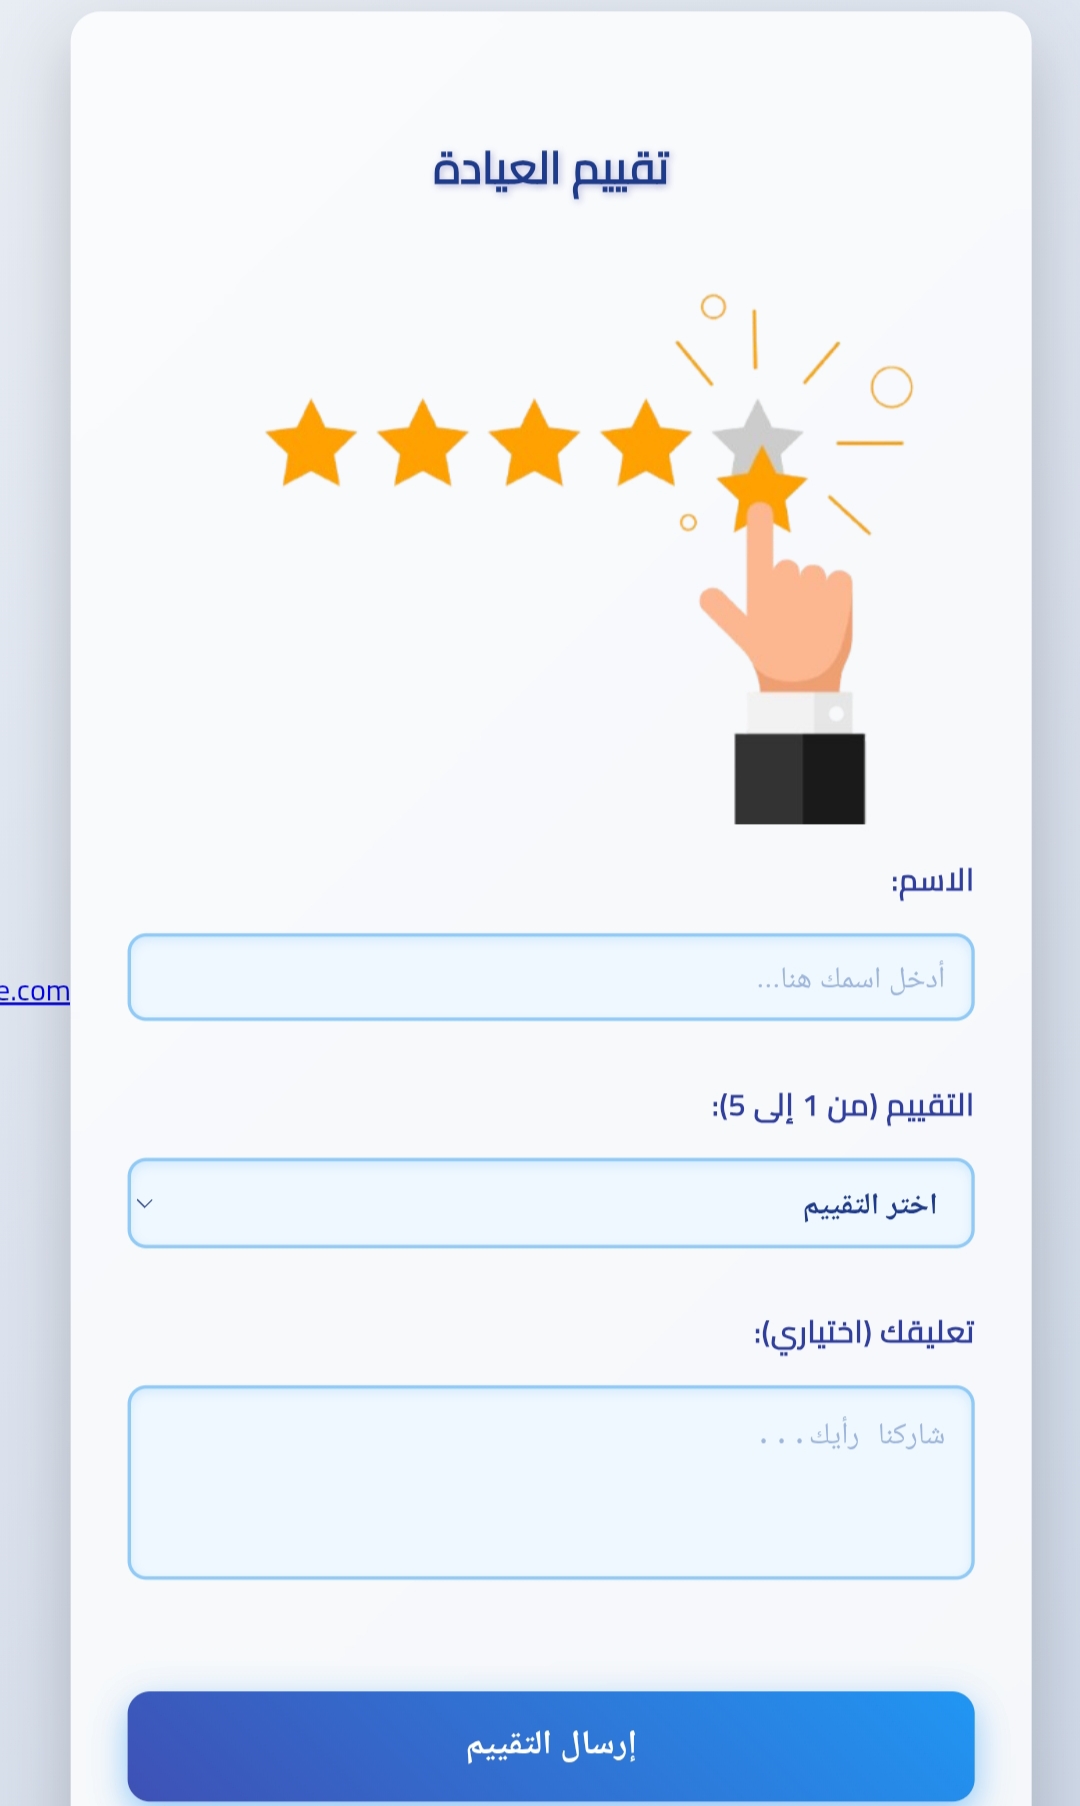 تقييم العيادة
الاسم:
أدخل اسمك هنا...
e.com
التقييم (من 1 إلى 5):
اختر التقييم
تعليقك (اختياري):
شاركنا رأيك...
إرسال التقييم